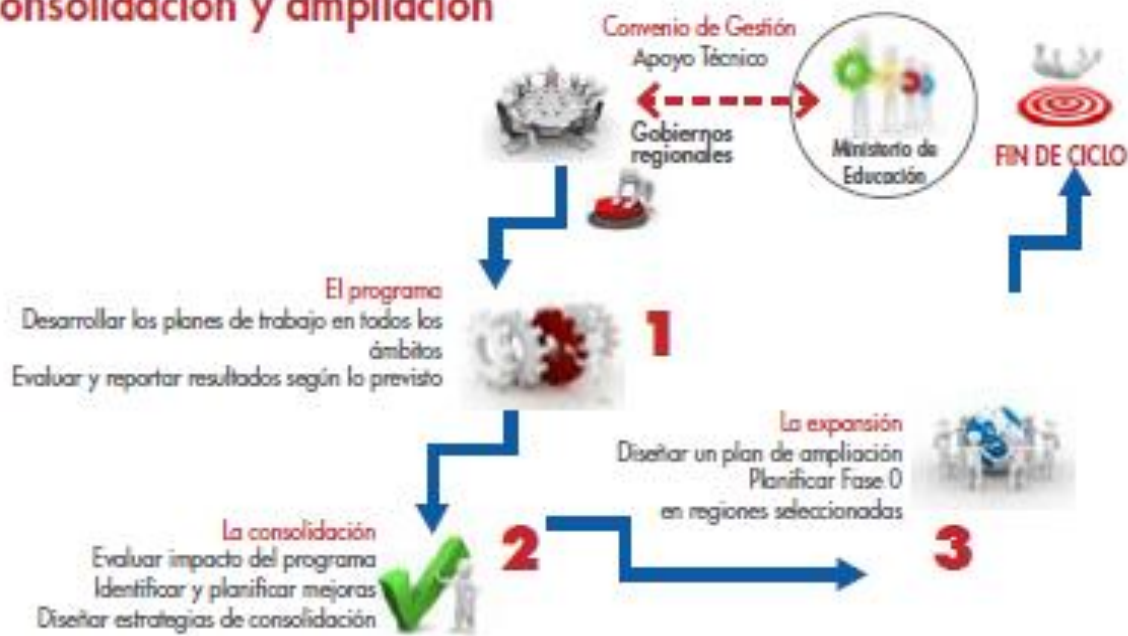 onsolidación y ampliación
Convenio de Gestión
Apoyo Técnico
Gobiernos
regionales
Ministerio de
Educación
FIN DE CICLO
El programa
Desarrollar los planes de trabajo en todos los
ámbitos
Evaluar y reportar resultados según lo previsto
1
La expansión
Diseñar un plan de ampliación
Planificar Fase 0
en regiones seleccionadas
3
La consolidación
Evaluar impacto del programa
Identificar y planificar mejoras
Diseñar estrategias de consolidación
2